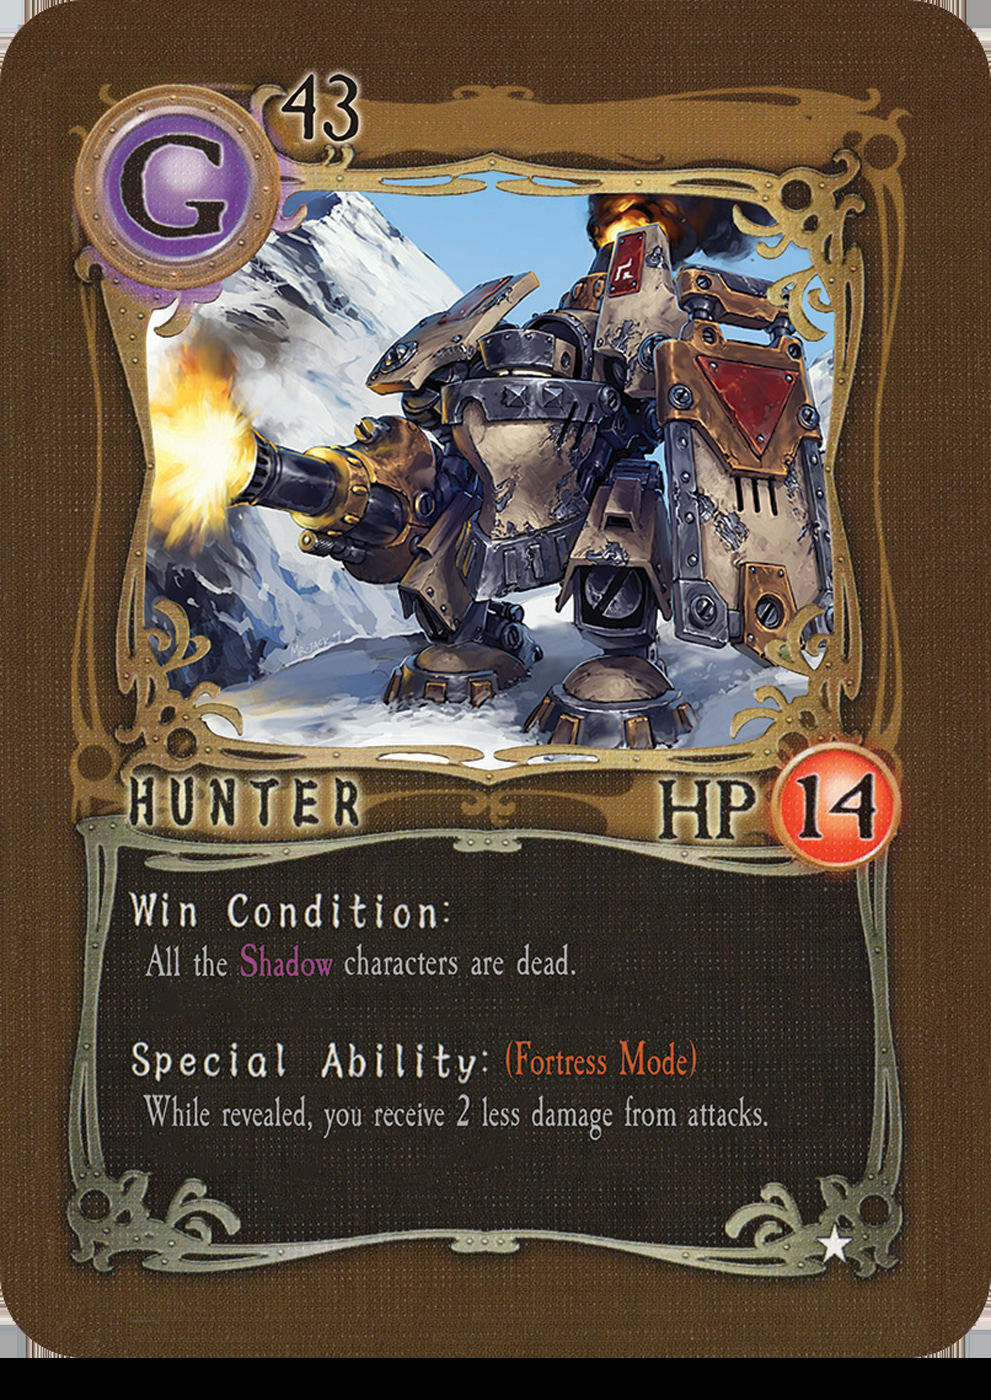 43
G
HUNTER
HP 14
Win Condition:
All the Shadow characters are dead.
Special Ability: (Fortress Mode)
While revealed, you receive 2 less damage from attacks.